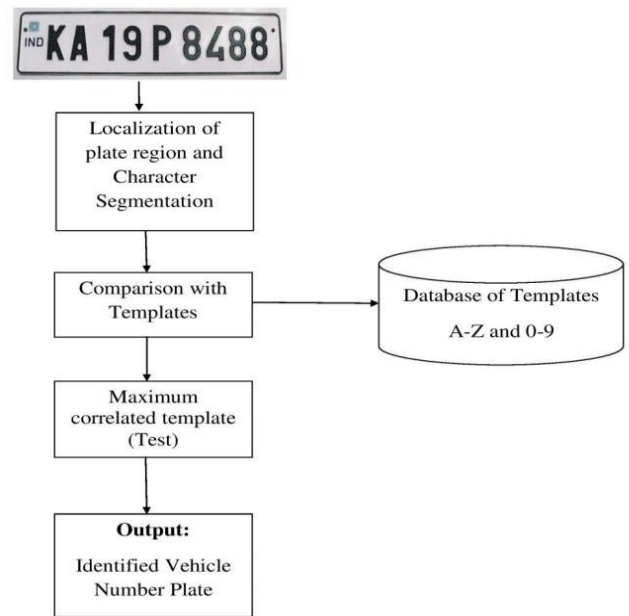 IND KA 19 P 8488
Localization of
plate region and
Character
Segmentation
Comparison with
Templates
Database of Templates
A-Z and 0-9
Maximum
correlated template
(Test)
Output:
Identified Vehicle
Number Plate